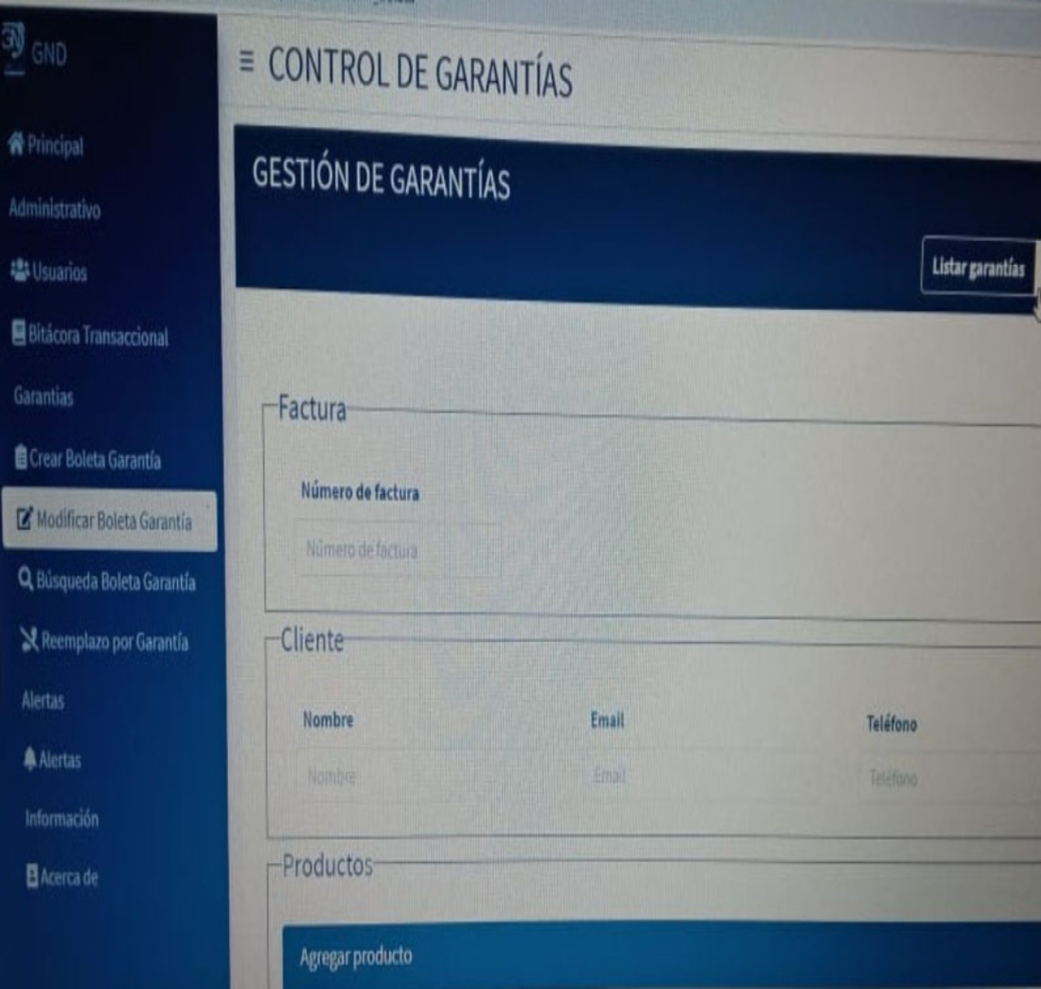 GND
Principal
Administrativo
Usuarios
Bitácora Transaccional
Garantias
Crear Boleta Garantía
Modificar Boleta Garantía
Búsqueda Boleta Garantía
Reemplazo por Garantía
Alertas
Alertas
Información
Acerca de
CONTROL DE GARANTÍAS
GESTIÓN DE GARANTÍAS
Listar garantías
Factura
Número de factura
Número de factura
Cliente
Nombre Email Teléfono
Nombre Email Teléfono
Productos
Agregar producto